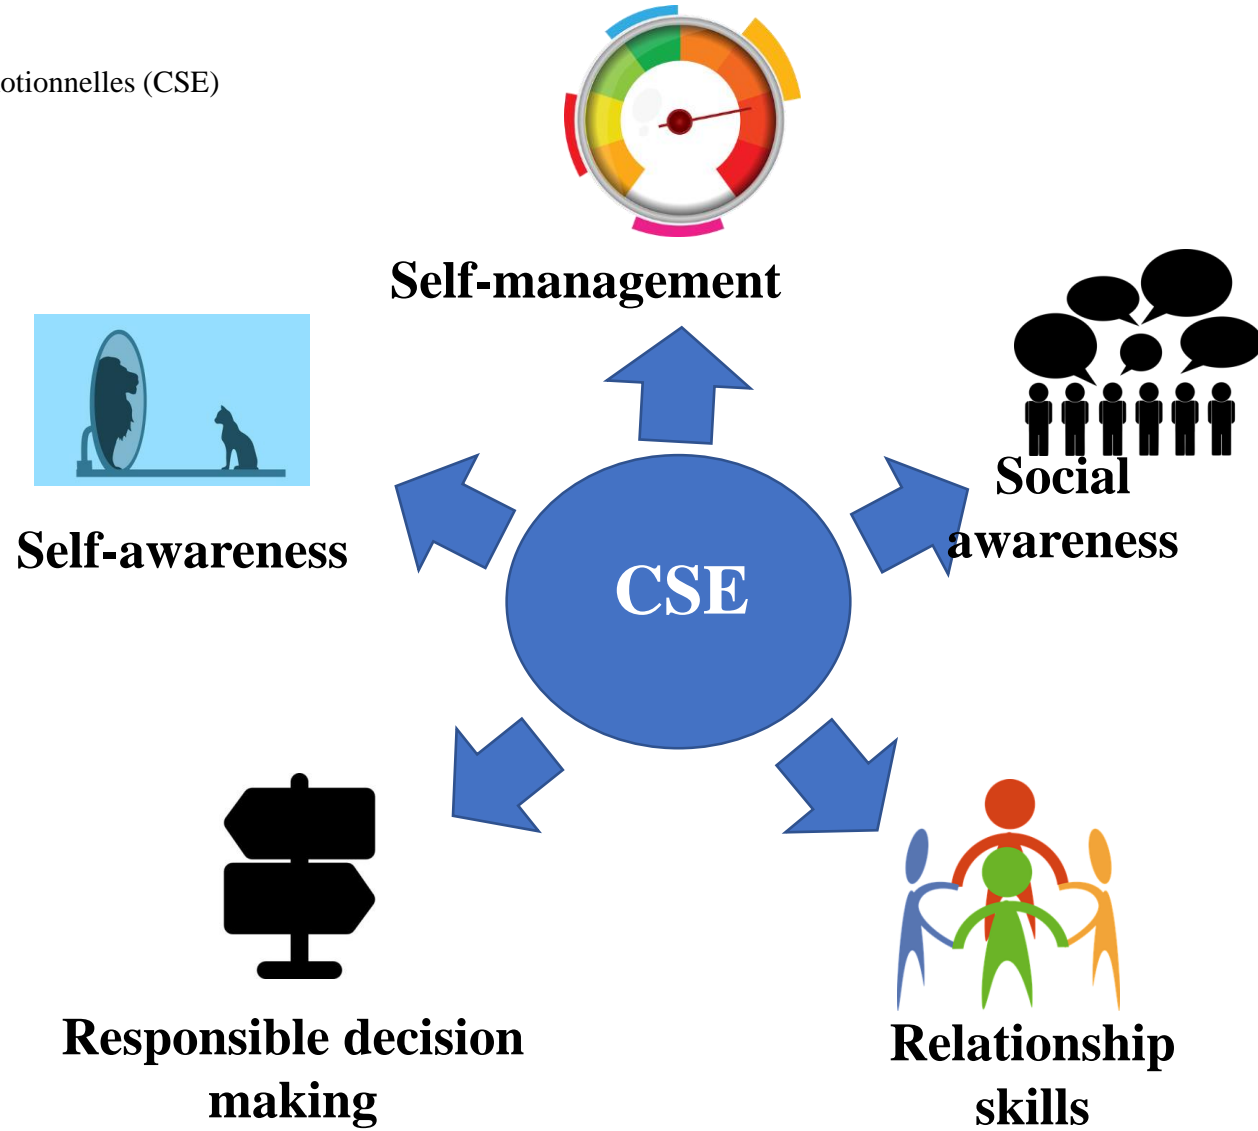 otionnelles (CSE)
Self-management
Self-awareness
Social
awareness
CSE
Responsible decision
making
Relationship
skills